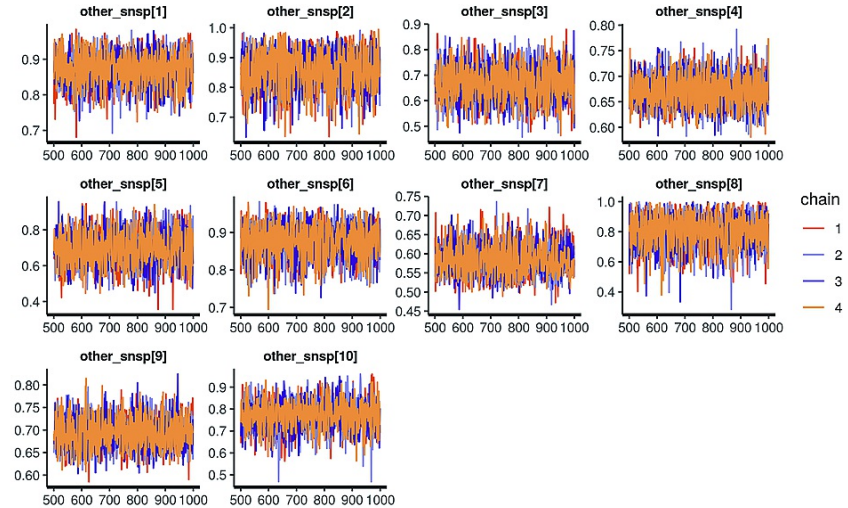 other_snsp[1]
0.9
0.8
0.7
500 600 700 800 900 1000
other_snsp[2]
1.0
0.9
0.8
0.7
500 600 700 800 900 1000
other_snsp[3]
0.9
0.8
0.7
0.6
0.5
500 600 700 800 900 1000
other_snsp[4]
0.80
0.75
0.70
0.65
0.60
500 600 700 800 900 1000
other_snsp[5]
0.8
0.6
0.4
500 600 700 800 900 1000
other_snsp[6]
0.9
0.8
0.7
500 600 700 800 900 1000
other_snsp[7]
0.75
0.70
0.65
0.60
0.55
0.50
0.45
500 600 700 800 900 1000
other_snsp[8]
1.0
0.8
0.6
0.4
500 600 700 800 900 1000
chain
1
2
3
4
other_snsp[9]
0.80
0.75
0.70
0.65
0.60
500 600 700 800 900 1000
other_snsp[10]
0.9
0.8
0.7
0.6
0.5
500 600 700 800 900 1000